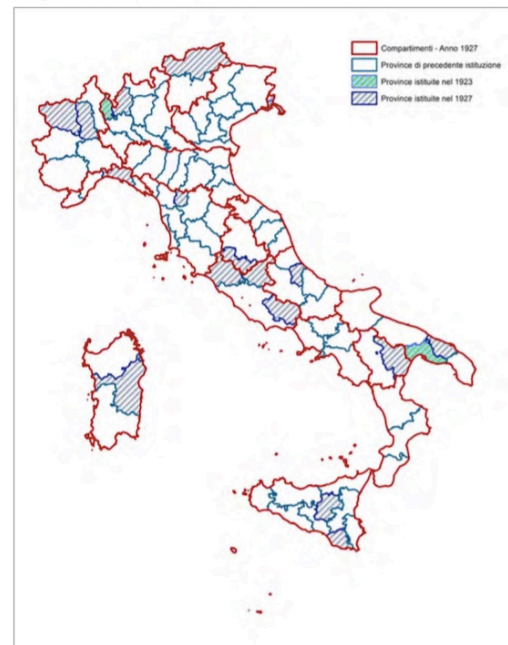 Compartimenti - Anno 1927
Province di precedente istituzione
Province istituite nel 1923
Province istituite nel 1927